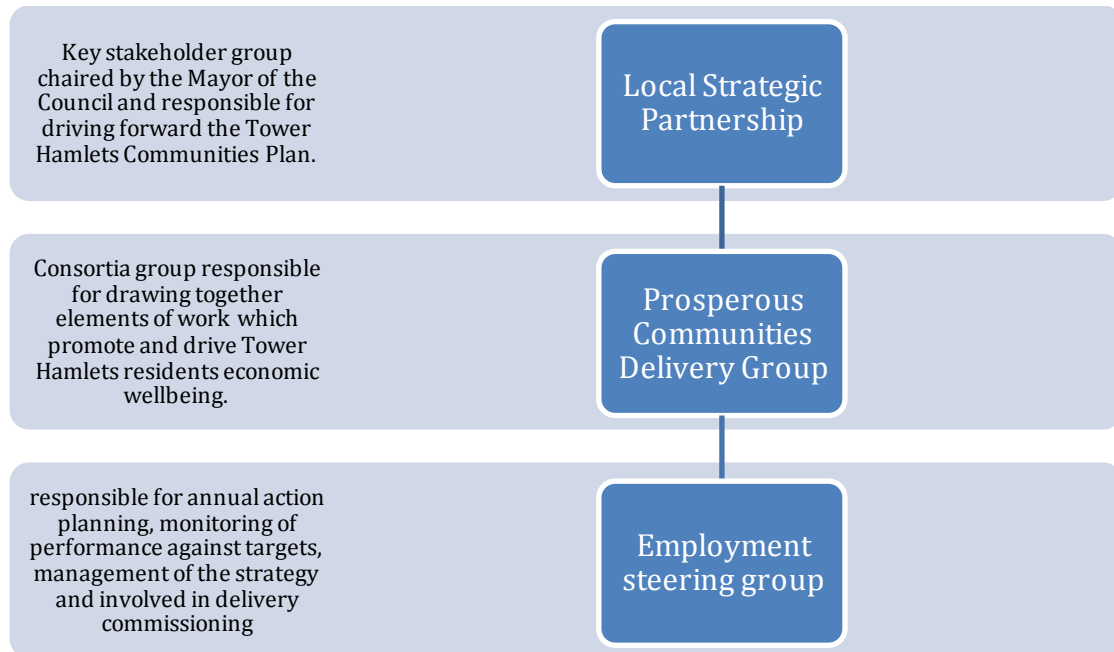 Key stakeholder group
chaired by the Mayor of the
Council and responsible for
driving forward the Tower
Hamlets Communities Plan.
Local Strategic
Partnership
Consortia group responsible
for drawing together
elements of work which
promote and drive Tower
Hamlets residents economic
wellbeing.
Prosperous
Communities
Delivery Group
responsible for annual action
planning, monitoring of
performance against targets,
management of the strategy
and involved in delivery
commissioning
Employment
steering group